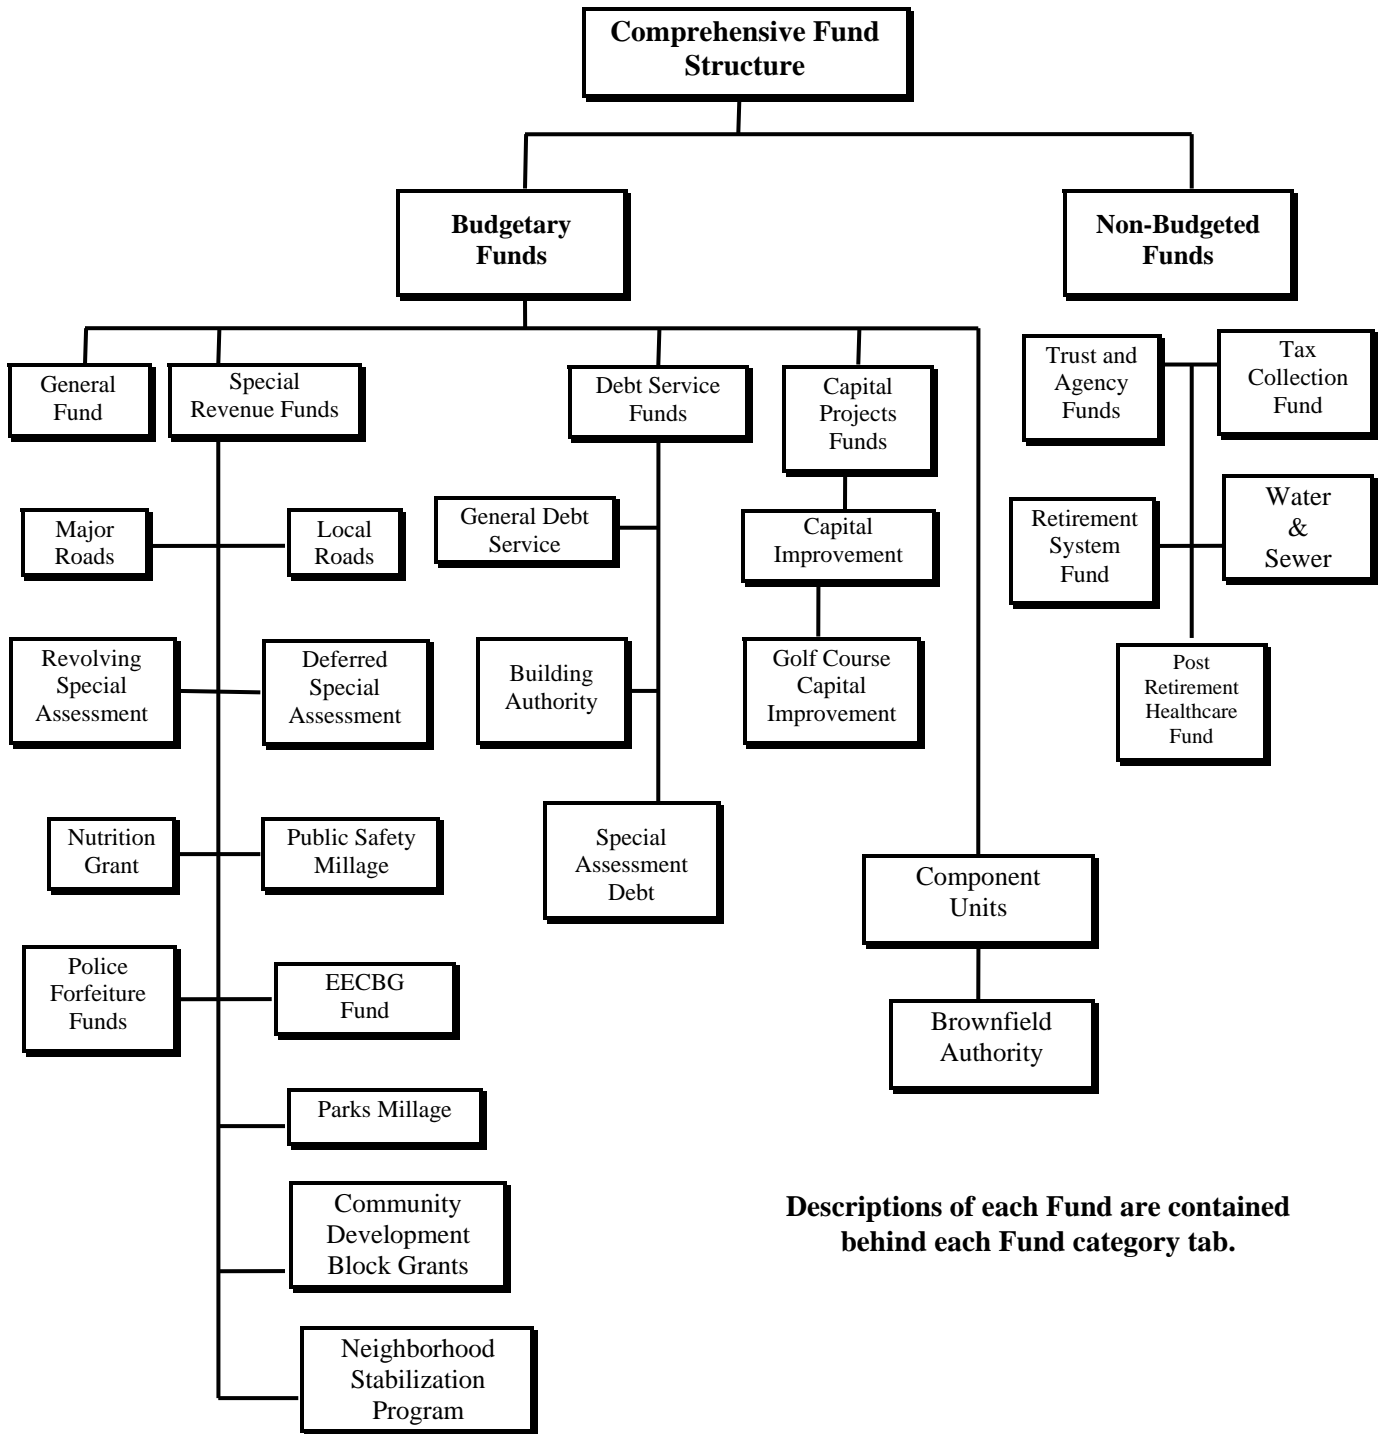 Comprehensive Fund
Structure
Budgetary
Funds
Non-Budgeted
Funds
General
Fund
Special
Revenue Funds
Debt Service
Funds
Capital
Projects
Funds
Trust and
Agency
Funds
Tax
Collection
Fund
Major
Roads
Local
Roads
General Debt
Service
Capital
Improvement
Retirement
System
Fund
Water
&
Sewer
Revolving
Special
Assessment
Deferred
Special
Assessment
Building
Authority
Golf Course
Capital
Improvement
Post
Retirement
Healthcare
Fund
Nutrition
Grant
Public Safety
Millage
Special
Assessment
Debt
Component
Units
Police
Forfeiture
Funds
EECBG
Fund
Brownfield
Authority
Parks Millage
Community
Development
Block Grants
Descriptions of each Fund are contained
behind each Fund category tab.
Neighborhood
Stabilization
Program